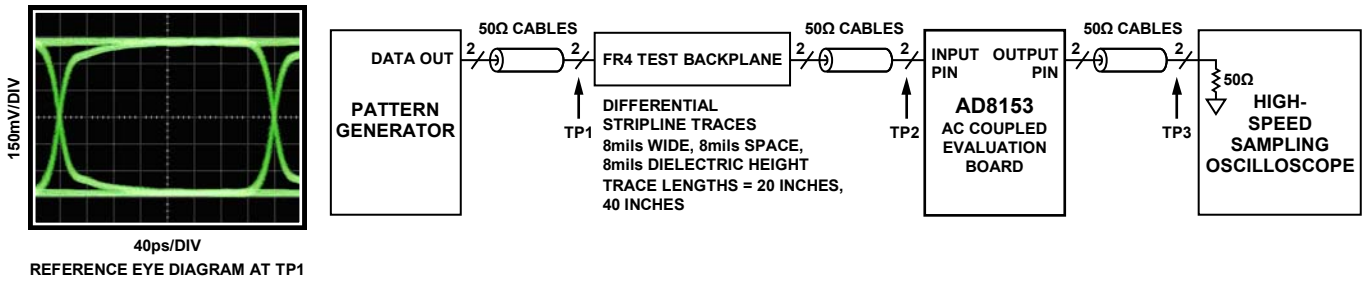 150mV/DIV
40ps/DIV
REFERENCE EYE DIAGRAM AT TP1
DATA OUT
PATTERN
GENERATOR
50Ω CABLES
2
2
TP1
FR4 TEST BACKPLANE
DIFFERENTIAL
STRIPLINE TRACES
8mils WIDE, 8mils SPACE,
8mils DIELECTRIC HEIGHT
TRACE LENGTHS = 20 INCHES,
40 INCHES
50Ω CABLES
2
2
TP2
INPUT OUTPUT
PIN PIN
AD8153
AC COUPLED
EVALUATION
BOARD
50Ω CABLES
2
2
TP3
50Ω
HIGH-
SPEED
SAMPLING
OSCILLOSCOPE